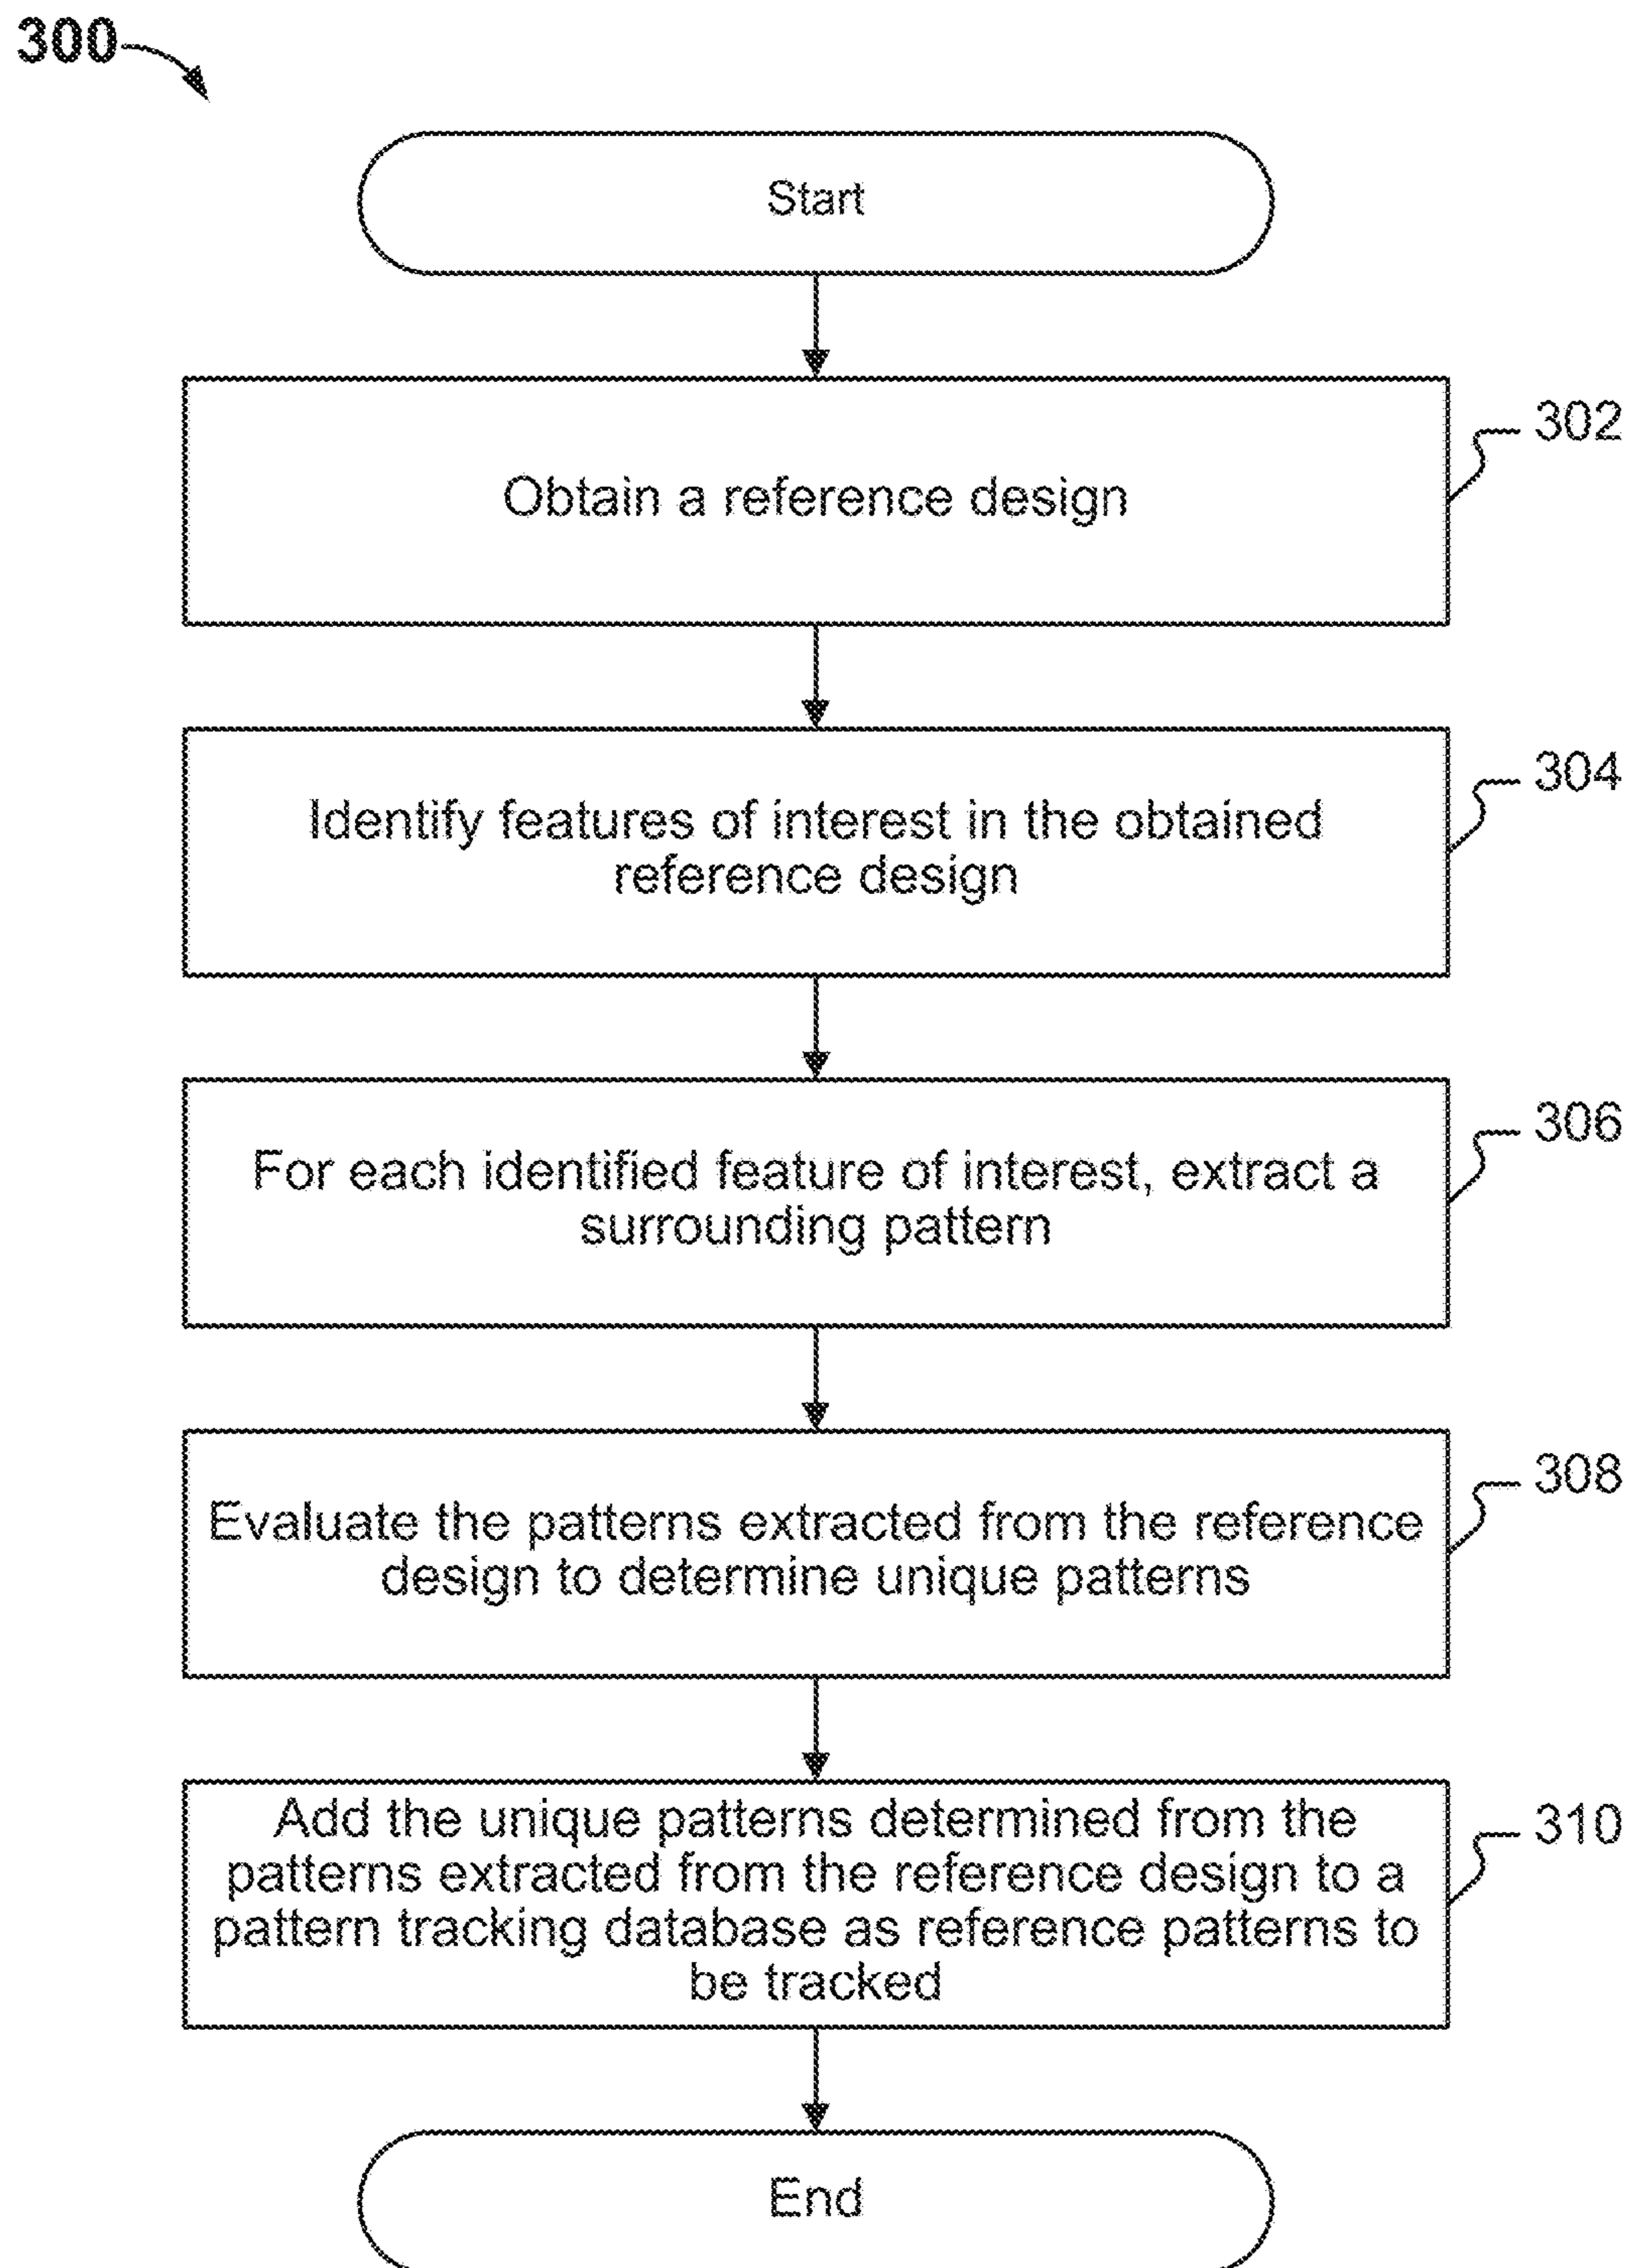 300
Start
302
Obtain a reference design
304
Identify features of interest in the obtained
reference design
306
For each identified feature of interest, extract a
surrounding pattern
308
Evaluate the patterns extracted from the reference
design to determine unique patterns
310
Add the unique patterns determined from the
patterns extracted from the reference design to a
pattern tracking database as reference patterns to
be tracked
End